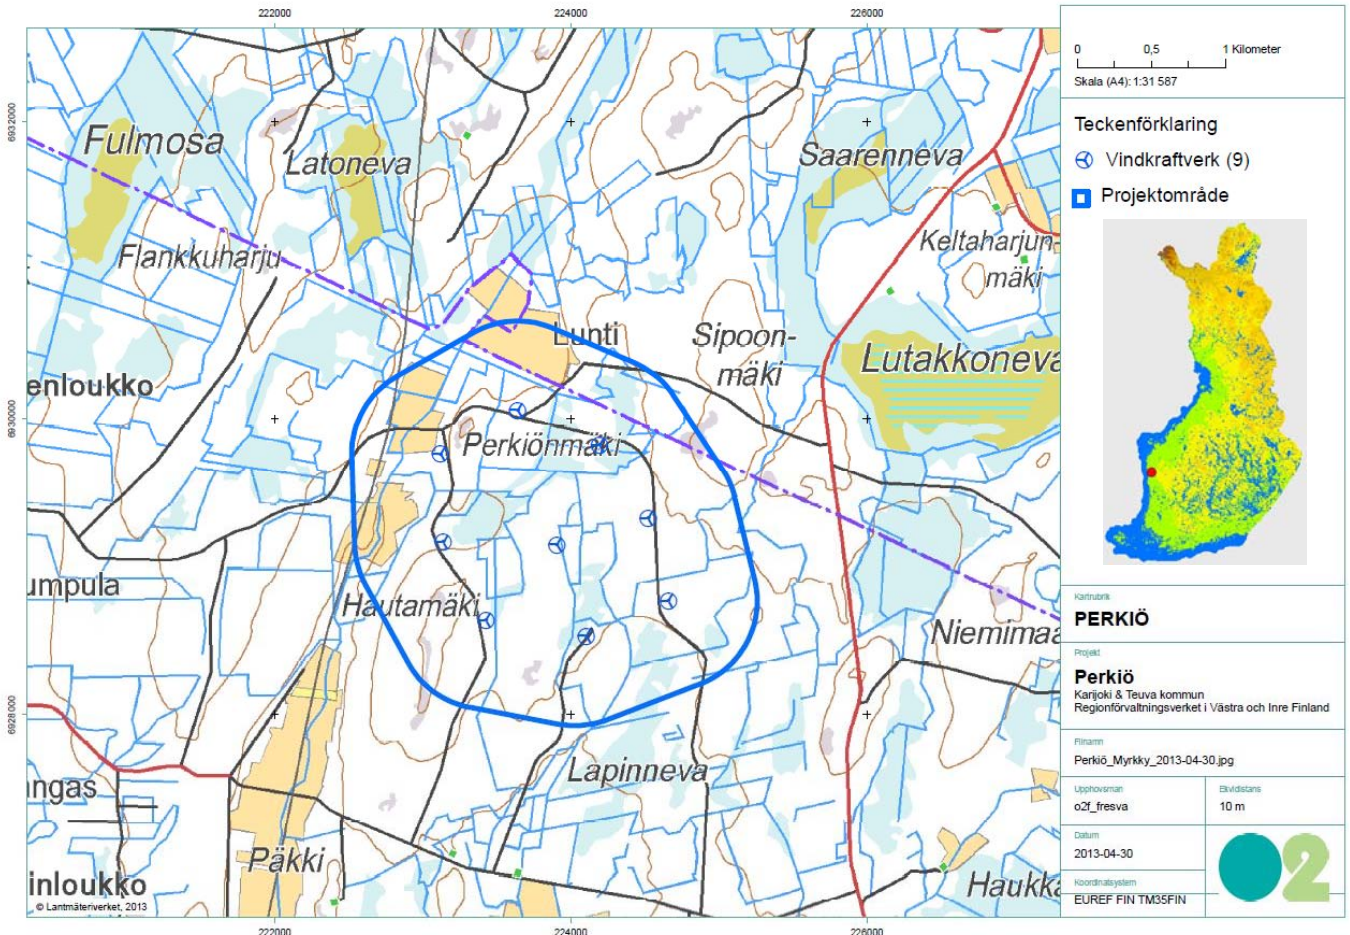 222000
224000
226000
6932000
6930000
6928000
Fulmosa
Latoneva
Saarenneva
Flankkuharju
Keltaharjun-
mäki
Lunti
Sipoon-
mäki
Lutakkoneva
enloukko
Perkiönmäki
umpula
Hautamäki
Niemimaa
ngas
Lapinneva
Päkki
inloukko
Haukka
© Lantmäteriverket, 2013
222000
224000
226000
0 0,5 1 Kilometer
Skala (A4): 1:31 587
Teckenförklaring
Vindkraftverk (9)
Projektområde
Kartrubrik
PERKIÖ
Projekt
Perkiö
Karijoki & Teuva kommun
Regionförvaltningsverket i Västra och Inre Finland
Filnamn
Perkiö_Myrkky_2013-04-30.jpg
Upphovsman
o2f_fresva
Ekvidistans
10 m
Datum
2013-04-30
Koordinatsystem
EUREF FIN TM35FIN
O2